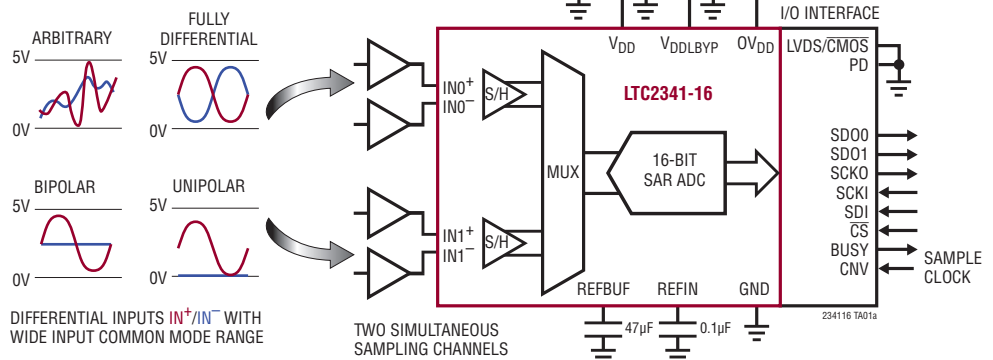 ARBITRARY
5V
0V
FULLY
DIFFERENTIAL
5V
0V
BIPOLAR
5V
0V
UNIPOLAR
5V
0V
DIFFERENTIAL INPUTS IN+/IN− WITH
WIDE INPUT COMMON MODE RANGE
TWO SIMULTANEOUS
SAMPLING CHANNELS
IN0+
IN0−
S/H
IN1+
IN1−
S/H
MUX
VDD
VDDLBYP
OVDD
LTC2341-16
16-BIT
SAR ADC
REFBUF
REFIN
GND
47µF
0.1µF
I/O INTERFACE
LVDS/CMOS
PD
SDO0
SDO1
SCKO
SCKI
SDI
CS
BUSY
CNV
SAMPLE
CLOCK
234116 TA01a